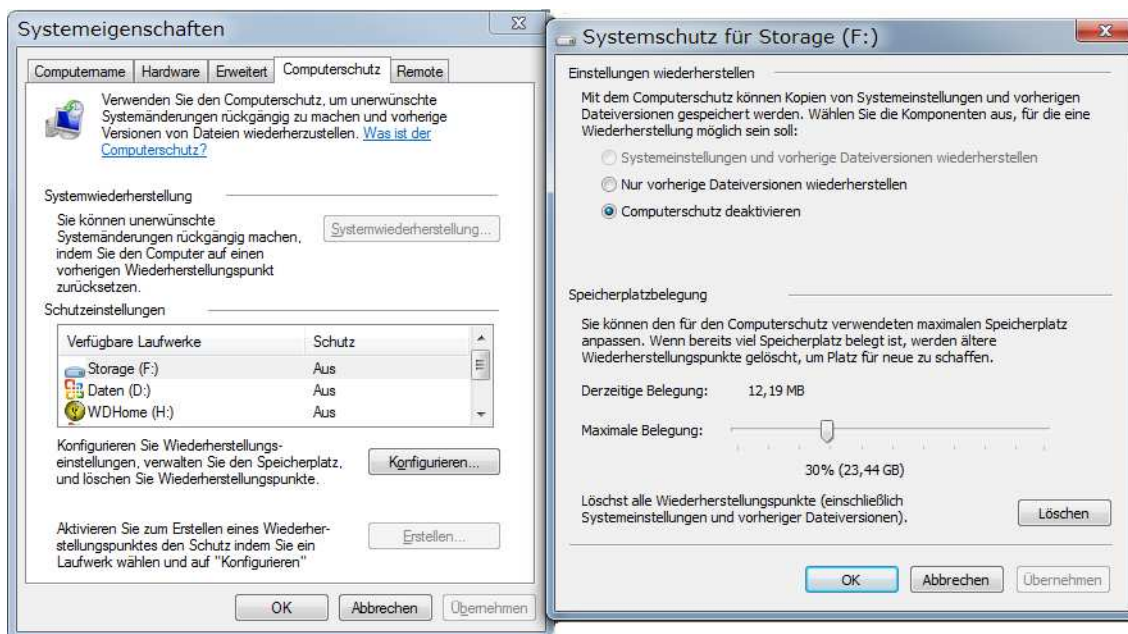 Systemeigenschaften
Computername
Hardware
Erweitert
Computerschutz
Remote
Verwenden Sie den Computerschutz, um unerwünschte
Systemänderungen rückgängig zu machen und vorherige
Versionen von Dateien wiederherzustellen. Was ist der
Computerschutz?
Systemwiederherstellung
Sie können unerwünschte
Systemänderungen rückgängig machen,
indem Sie den Computer auf einen
vorherigen Wiederherstellungspunkt
zurücksetzen.
Systemwiederherstellung...
Schutzeinstellungen
Verfügbare Laufwerke Schutz
Storage (F:) Aus
Daten (D:) Aus
WDHome (H:) Aus
Konfigurieren Sie Wiederherstellungs-
einstellungen, verwalten Sie den Speicherplatz,
und löschen Sie Wiederherstellungspunkte.
Konfigurieren...
Aktivieren Sie zum Erstellen eines Wiederher-
stellungspunktes den Schutz indem Sie ein
Laufwerk wählen und auf "Konfigurieren"
Erstellen...
OK
Abbrechen
Übernehmen
Systemschutz für Storage (F:)
Einstellungen wiederherstellen
Mit dem Computerschutz können Kopien von Systemeinstellungen und vorherigen
Dateiversionen gespeichert werden. Wählen Sie die Komponenten aus, für die eine
Wiederherstellung möglich sein soll:
Systemeinstellungen und vorherige Dateiversionen wiederherstellen
Nur vorherige Dateiversionen wiederherstellen
Computerschutz deaktivieren
Speicherplatzbelegung
Sie können den für den Computerschutz verwendeten maximalen Speicherplatz
anpassen. Wenn bereits viel Speicherplatz belegt ist, werden ältere
Wiederherstellungspunkte gelöscht, um Platz für neue zu schaffen.
Derzeitige Belegung: 12,19 MB
Maximale Belegung:
30% (23,44 GB)
Löschst alle Wiederherstellungspunkte (einschließlich
Systemeinstellungen und vorheriger Dateiversionen).
Löschen
OK
Abbrechen
Übernehmen